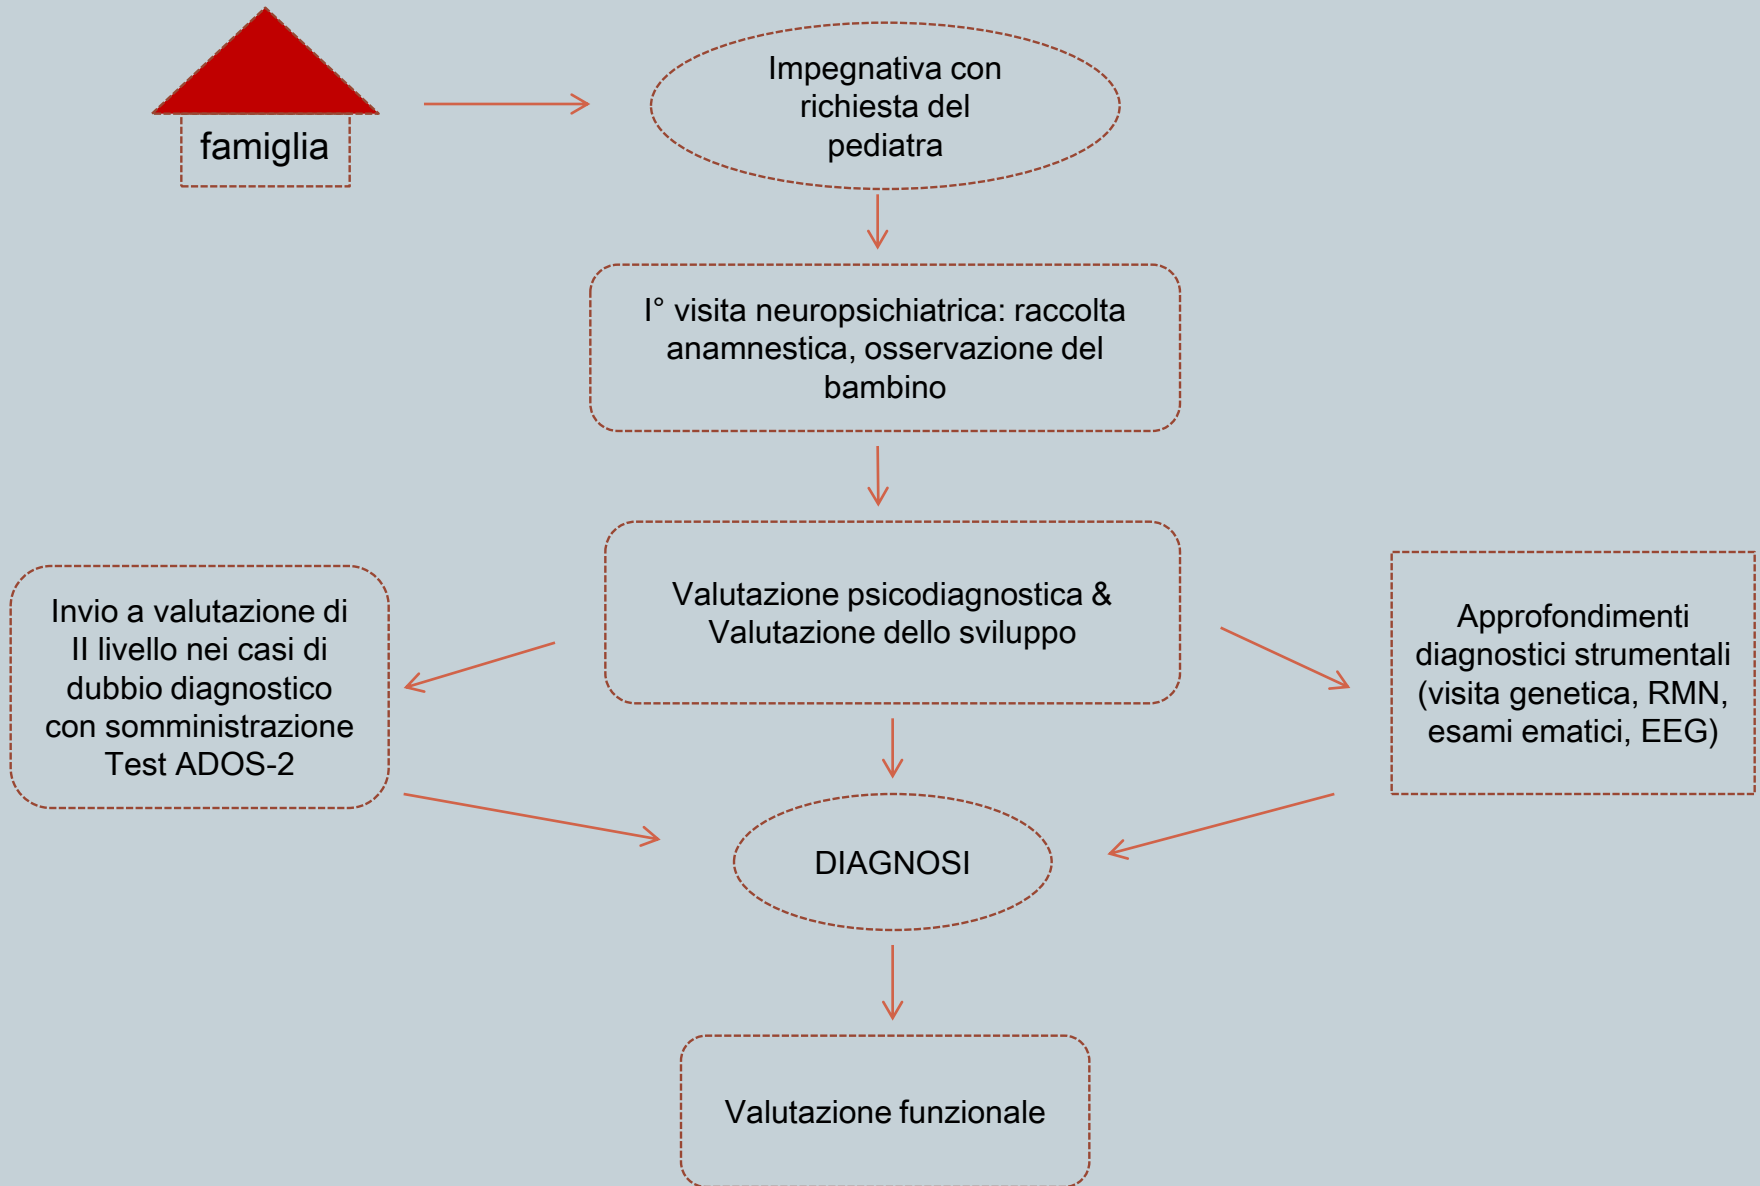 famiglia
Impegnativa con
richiesta del
pediatra
I° visita neuropsichiatrica: raccolta
anamnestica, osservazione del
bambino
Invio a valutazione di
II livello nei casi di
dubbio diagnostico
con somministrazione
Test ADOS-2
Valutazione psicodiagnostica &
Valutazione dello sviluppo
Approfondimenti
diagnostici strumentali
(visita genetica, RMN,
esami ematici, EEG)
DIAGNOSI
Valutazione funzionale